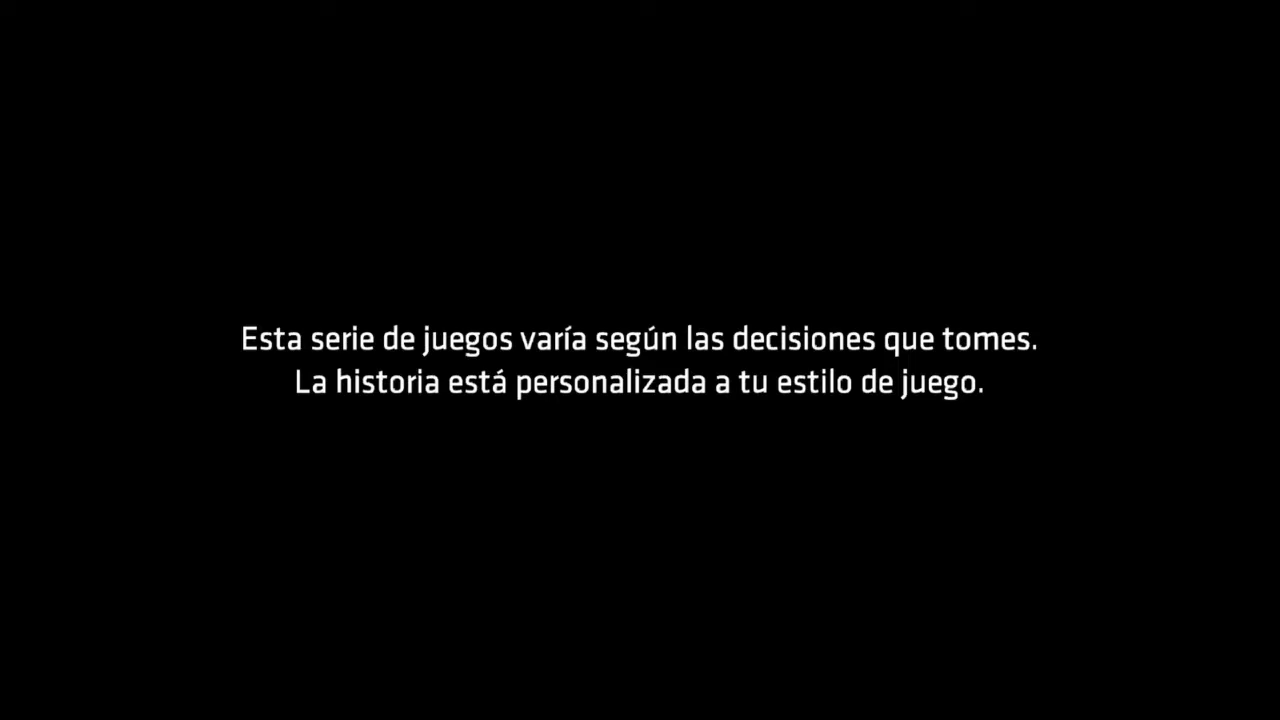 Esta serie de juegos varía según las decisiones que tomes.
La historia está personalizada a tu estilo de juego.